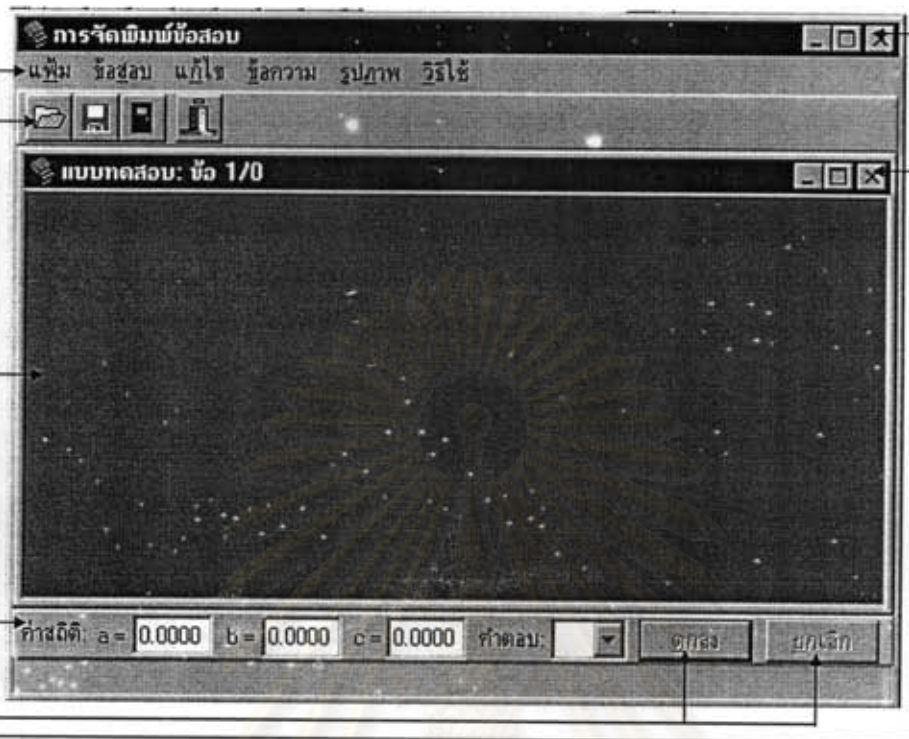 การจัดพิมพ์ข้อสอบ
แฟ้ม ข้อสอบ แก้ไข ข้อความ รูปภาพ วิธีใช้
แบบทดสอบ: ข้อ 1/0
ค่าสถิติ: a = 0.0000 b = 0.0000 c = 0.0000 คำตอบ: ตกลง ยกเลิก